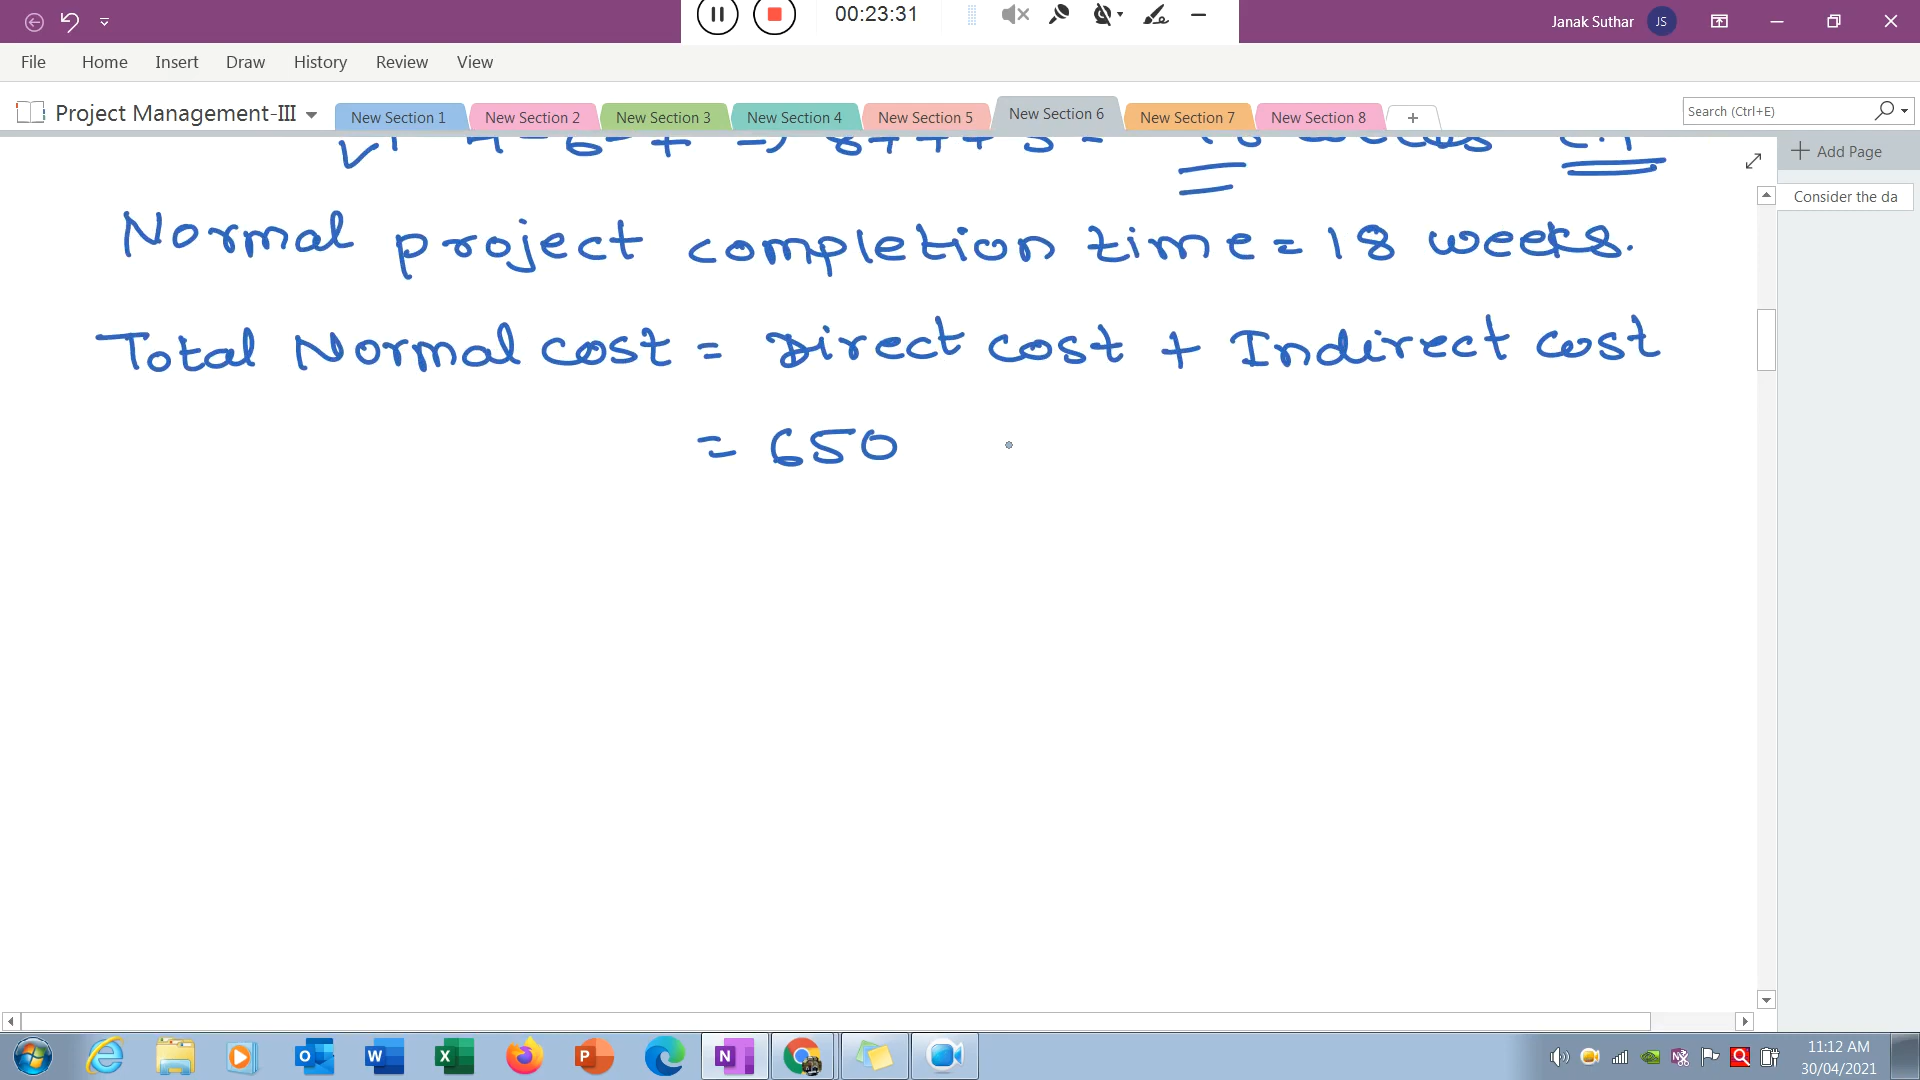 00:23:31
Janak Suthar JS
File Home Insert Draw History Review View
Project Management-III New Section 1 New Section 2 New Section 3 New Section 4 New Section 5 New Section 6 New Section 7 New Section 8 + Search (Ctrl+E)
Add Page
Consider the da
Normal project completion time = 18 weeks.
Total Normal cost = Direct cost + Indirect cost
= 650
11:12 AM
30/04/2021